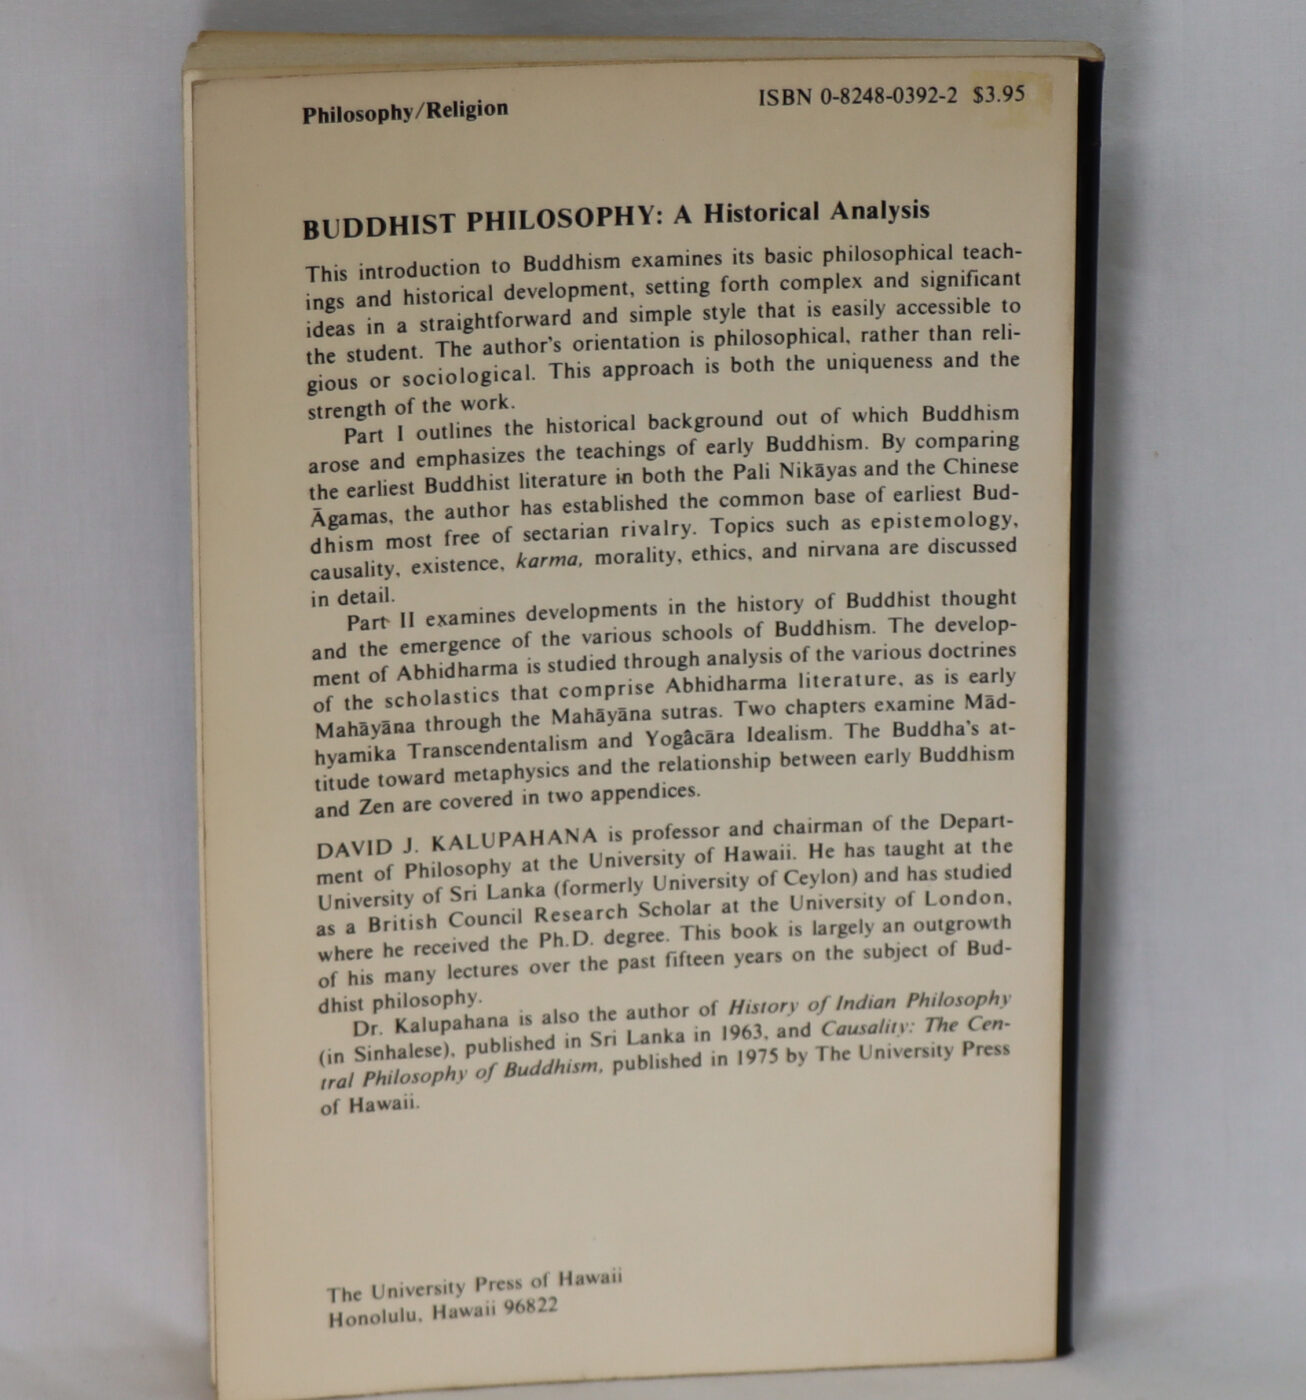 Philosophy/Religion
ISBN 0-8248-0392-2 $3.95
BUDDHIST PHILOSOPHY: A Historical Analysis
This introduction to Buddhism examines its basic philosophical teach-
ings and historical development, setting forth complex and significant
ideas in a straightforward and simple style that is easily accessible to
the student. The author's orientation is philosophical, rather than reli-
gious or sociological. This approach is both the uniqueness and the
strength of the work.
Part I outlines the historical background out of which Buddhism
arose and emphasizes the teachings of early Buddhism. By comparing
the earliest Buddhist literature in both the Pali Nikāyas and the Chinese
Āgamas, the author has established the common base of earliest Bud-
dhism most free of sectarian rivalry. Topics such as epistemology,
causality, existence, karma, morality, ethics, and nirvana are discussed
in detail.
Part II examines developments in the history of Buddhist thought
and the emergence of the various schools of Buddhism. The develop-
ment of Abhidharma is studied through analysis of the various doctrines
of the scholastics that comprise Abhidharma literature, as is early
Mahāyāna through the Mahāyāna sutras. Two chapters examine Mād-
hyamika Transcendentalism and Yogâcāra Idealism. The Buddha's at-
titude toward metaphysics and the relationship between early Buddhism
and Zen are covered in two appendices.
DAVID J. KALUPAHANA is professor and chairman of the Depart-
ment of Philosophy at the University of Hawaii. He has taught at the
University of Sri Lanka (formerly University of Ceylon) and has studied
as a British Council Research Scholar at the University of London,
where he received the Ph.D. degree. This book is largely an outgrowth
of his many lectures over the past fifteen years on the subject of Bud-
dhist philosophy.
Dr. Kalupahana is also the author of History of Indian Philosophy
(in Sinhalese), published in Sri Lanka in 1963, and Causality: The Cen-
tral Philosophy of Buddhism, published in 1975 by The University Press
of Hawaii.
The University Press of Hawaii
Honolulu, Hawaii 96822